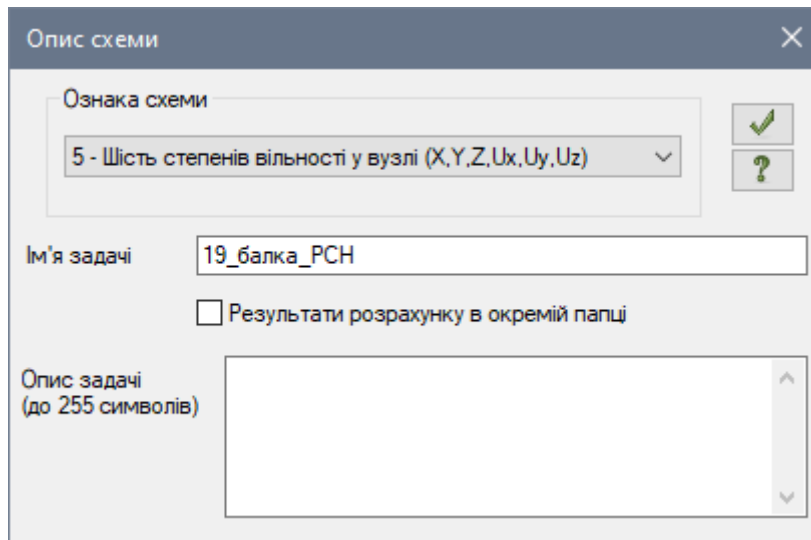 Опис схеми
Ознака схеми
5 - Шість степенів вільності у вузлі (X,Y,Z,Ux,Uy,Uz)
?
Ім'я задачі
19_балка_РСН
Результати розрахунку в окремій папці
Опис задачі
(до 255 символів)